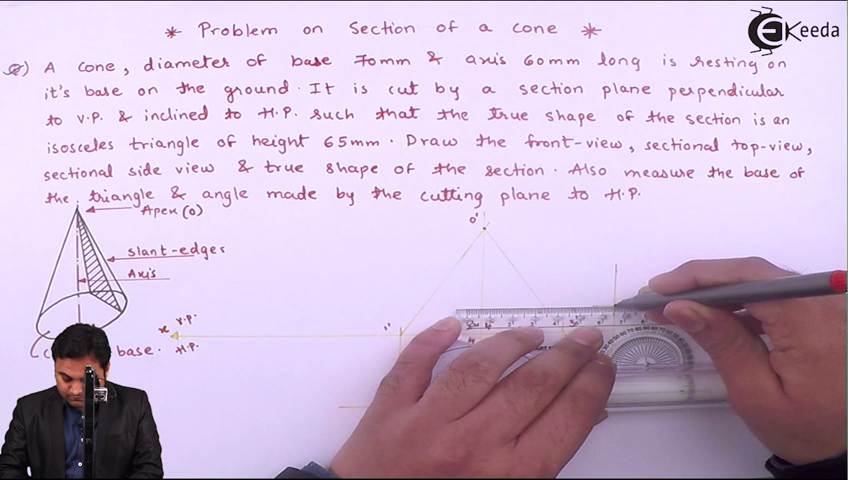 * Problem on Section of a cone *
EKeeda
Q) A cone, diameter of base 70mm & axis 60mm long is resting on
it's base on the ground. It is cut by a section plane perpendicular
to V.P. & inclined to H.P. such that the true shape of the section is an
isosceles triangle of height 65mm. Draw the front-view, sectional top-view,
sectional side view & true shape of the section. Also measure the base of
the triangle & angle made by the cutting plane to H.P.
Apex (O)
O'
slant-edges
Axis
V.P.
x
1'
H.P.
base.